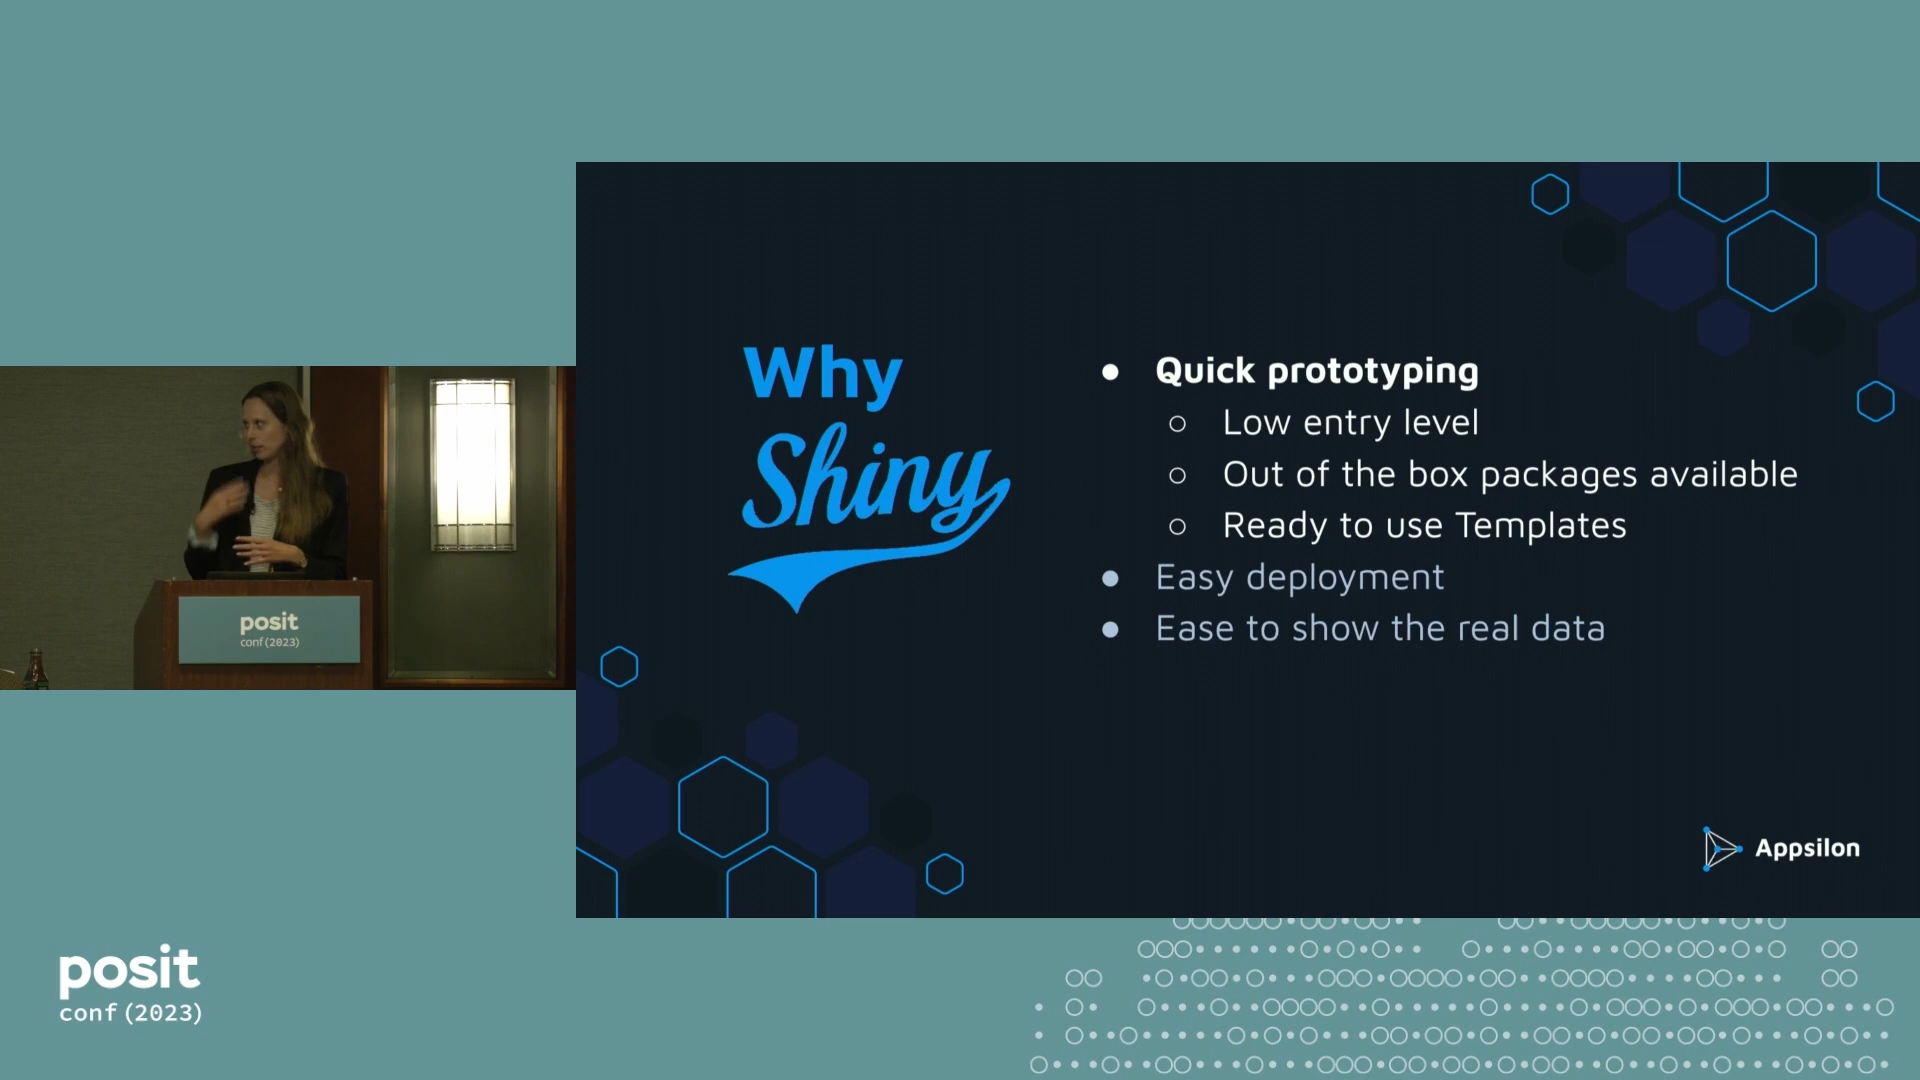 Why
Shiny
● Quick prototyping
○ Low entry level
○ Out of the box packages available
○ Ready to use Templates
● Easy deployment
● Ease to show the real data
Appsilon
posit
conf(2023)
posit
conf(2023)